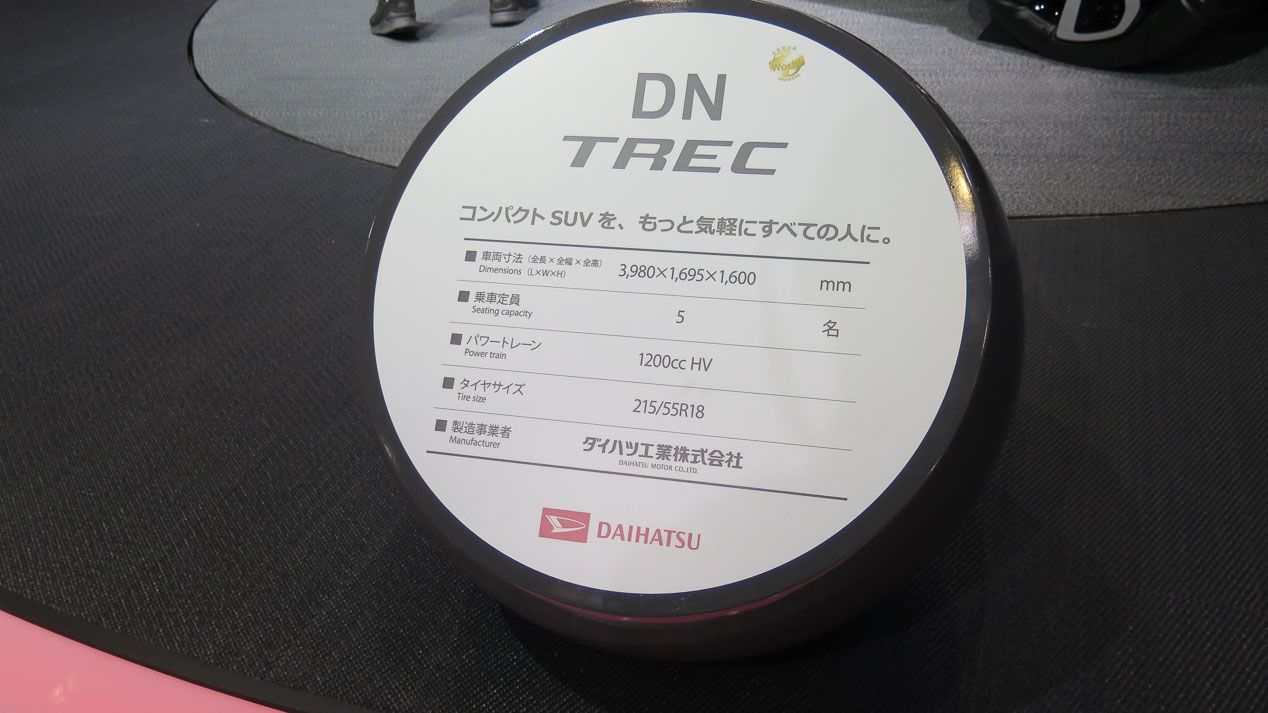 World
DN
TREC
コンパクト SUV を、もっと気軽にすべての人に。
■ 車両寸法（全長 × 全幅 × 全高） 3,980×1,695×1,600 mm
Dimensions（L×W×H）
■ 乗車定員 5 名
Seating capacity
■ パワートレーン 1200cc HV
Power train
■ タイヤサイズ 215/55R18
Tire size
■ 製造事業者 ダイハツ工業株式会社
Manufacturer DAIHATSU MOTOR CO., LTD.
DAIHATSU